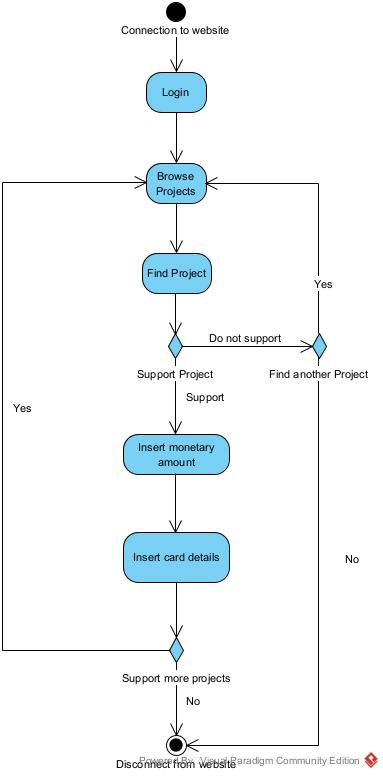 Connection to website
Login
Browse
Projects
Find Project
Yes
Do not support
Support Project
Find another Project
Support
Yes
Insert monetary
amount
Insert card details
No
Support more projects
No
Powered By Visual Paradigm Community Edition
Disconnect from website